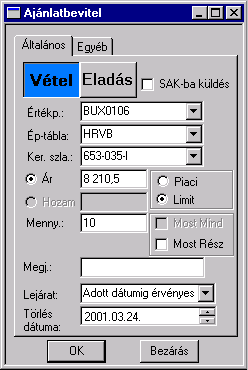 Ajánlatbevitel
Általános Egyéb
Vétel Eladás SAK-ba küldés
Értékp.: BUX0106
Ép-tábla: HRVB
Ker. szla.: 653-035-I
Ár 8 210,5 Piaci
Hozam Limit
Menny.: 10 Most Mind
Most Rész
Megj.:
Lejárat: Adott dátumig érvényes
Törlés dátuma: 2001.03.24.
OK Bezárás